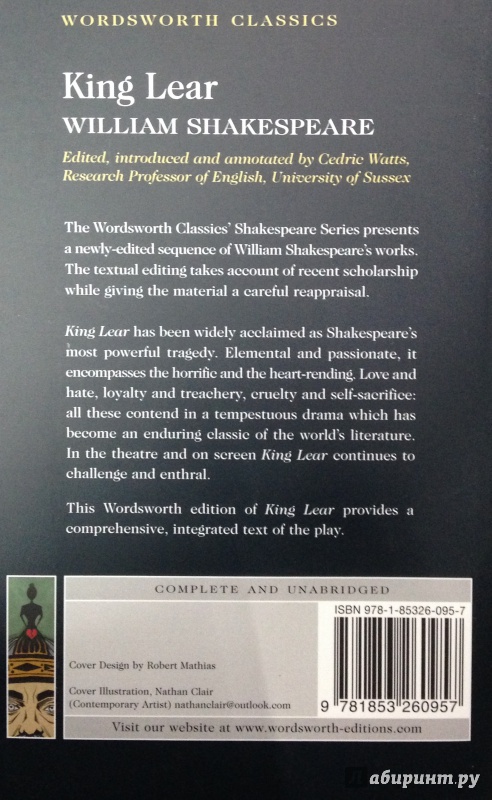 WORDSWORTH CLASSICS
King Lear
WILLIAM SHAKESPEARE
Edited, introduced and annotated by Cedric Watts,
Research Professor of English, University of Sussex
The Wordsworth Classics' Shakespeare Series presents
a newly-edited sequence of William Shakespeare's works.
The textual editing takes account of recent scholarship
while giving the material a careful reappraisal.
King Lear has been widely acclaimed as Shakespeare's
most powerful tragedy. Elemental and passionate, it
encompasses the horrific and the heart-rending. Love and
hate, loyalty and treachery, cruelty and self-sacrifice:
all these contend in a tempestuous drama which has
become an enduring classic of the world's literature.
In the theatre and on screen King Lear continues to
challenge and enthral.
This Wordsworth edition of King Lear provides a
comprehensive, integrated text of the play.
COMPLETE AND UNABRIDGED
ISBN 978-1-85326-095-7
Cover Design by Robert Mathias
Cover Illustration, Nathan Clair
(Contemporary Artist) nathanclair@outlook.com
9 781853 260957
Visit our website at www.wordsworth-editions.com
Лабиринт.ру